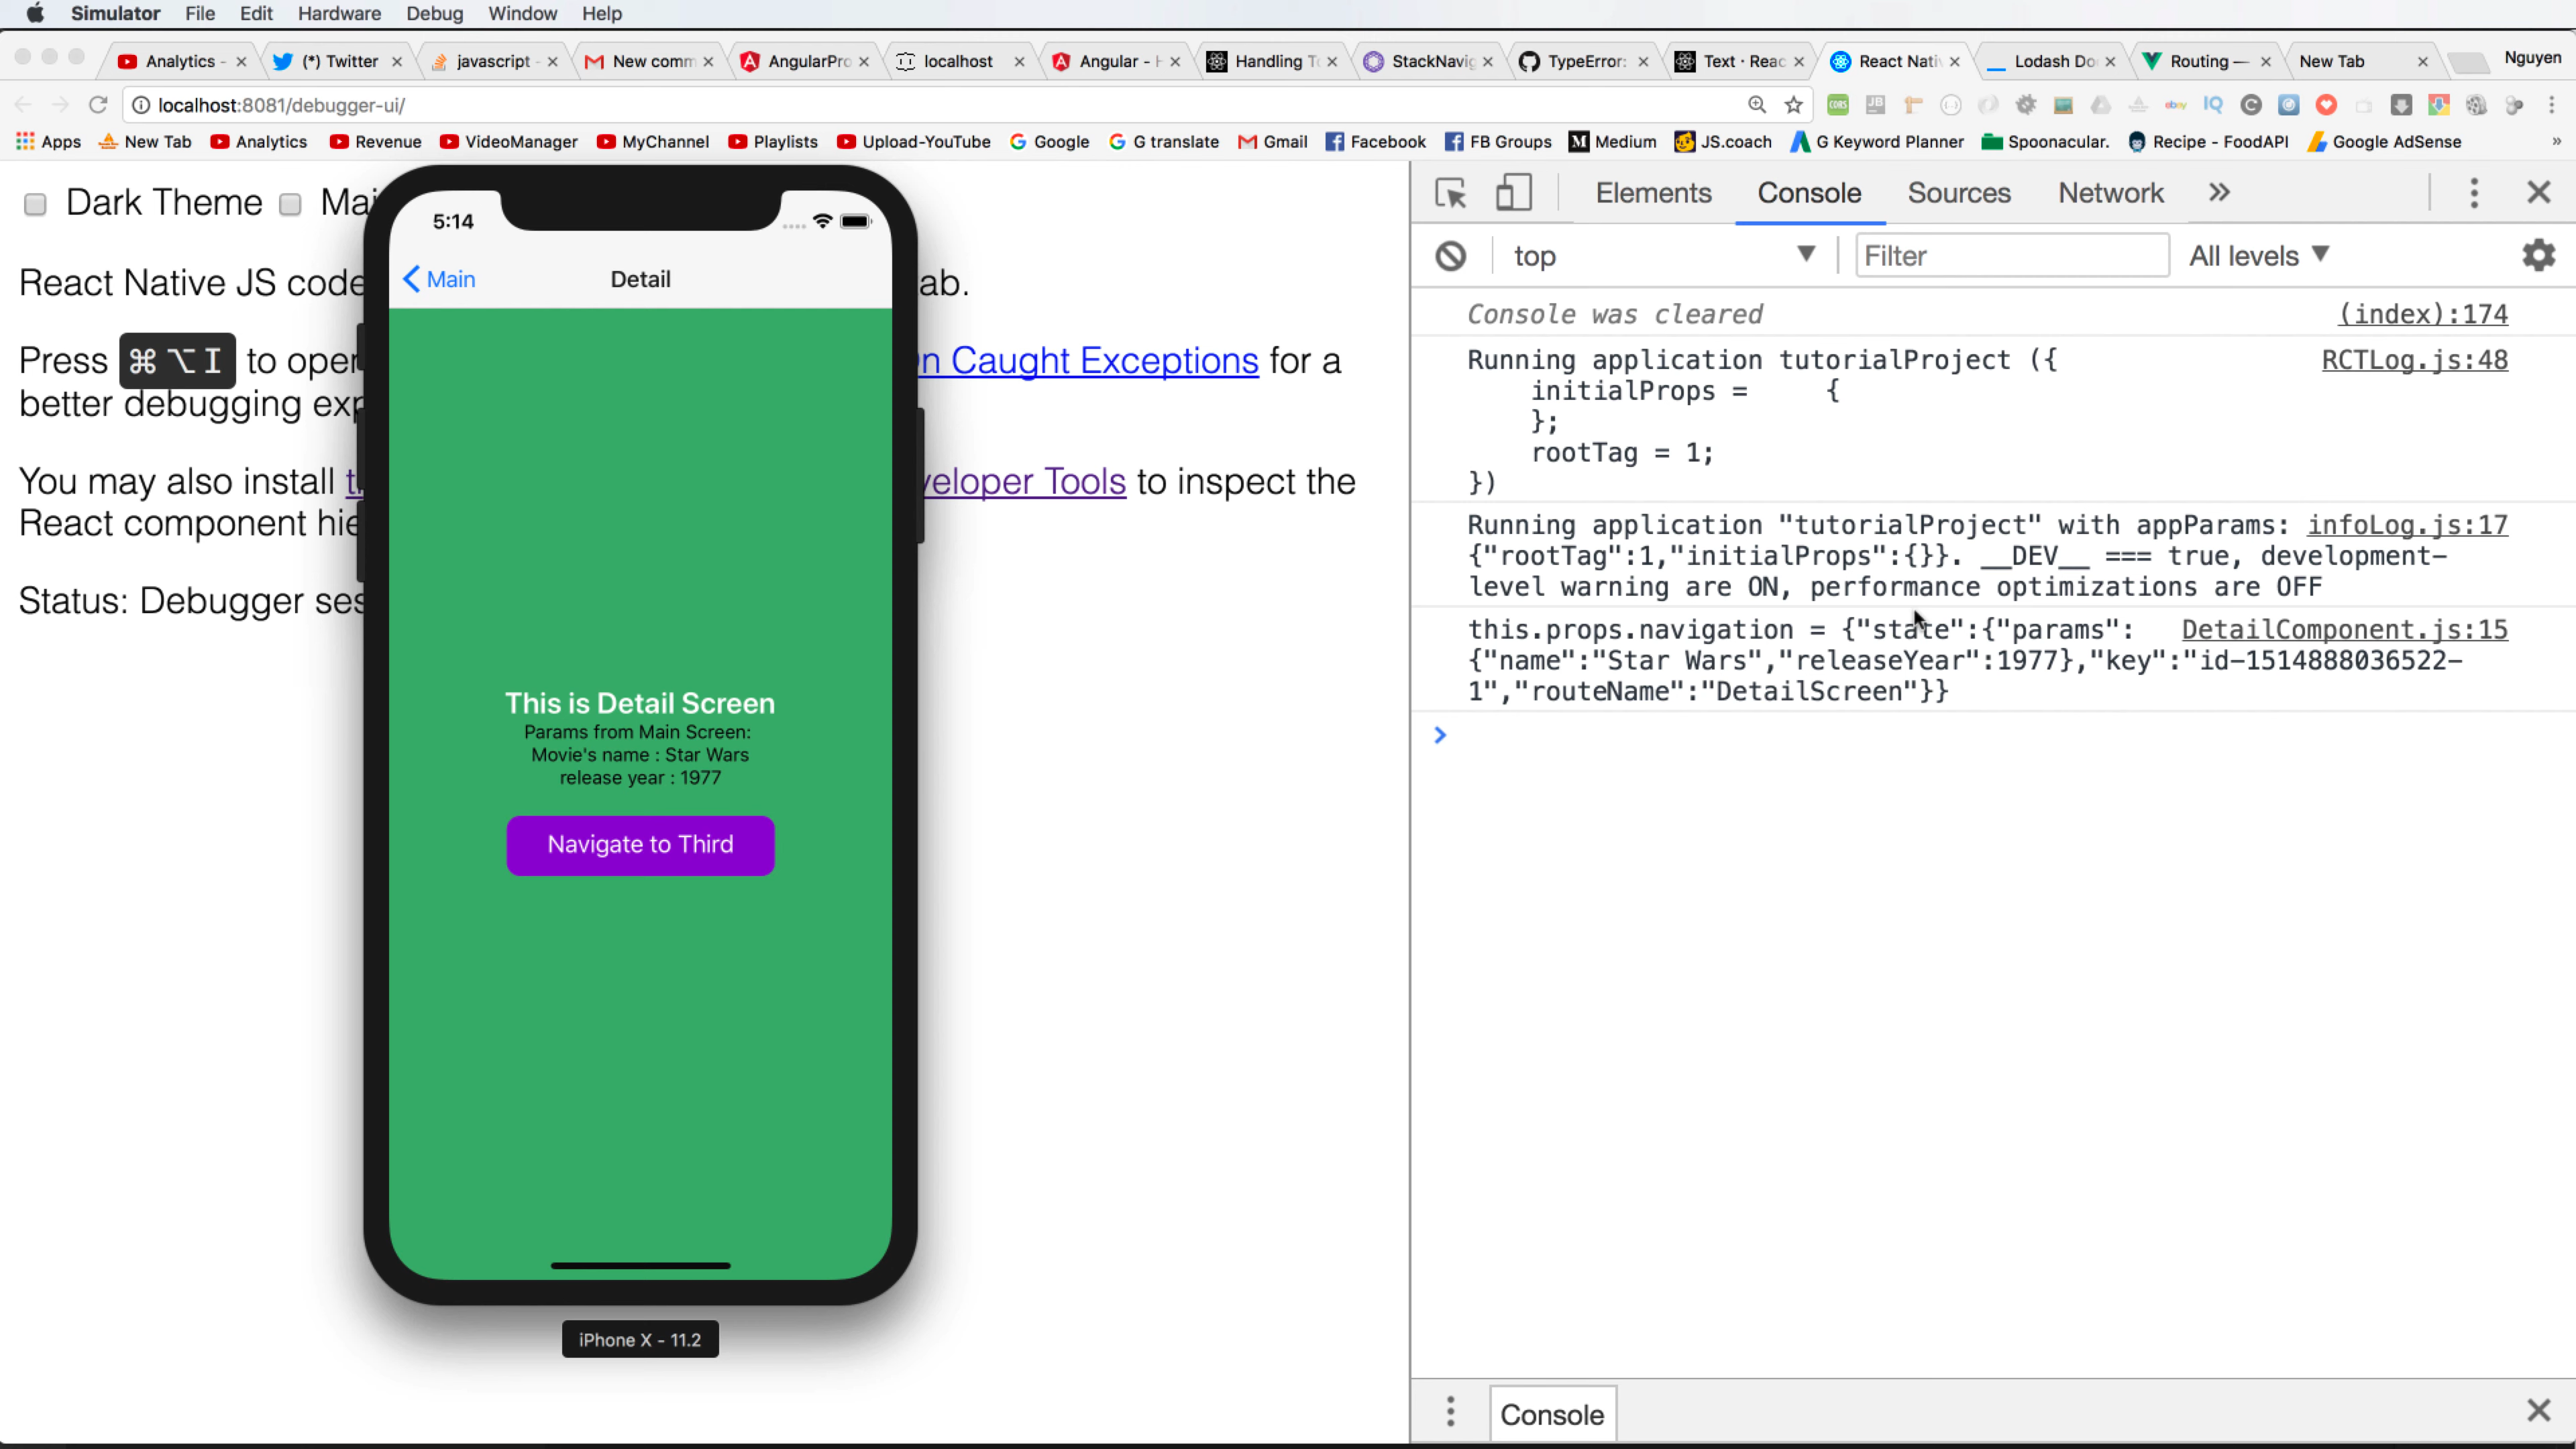 Simulator File Edit Hardware Debug Window Help
Analytics - (*) Twitter javascript - New comm AngularPro localhost Angular - H Handling To StackNavig TypeError: Text · Reac React Nati Lodash Do Routing — New Tab Nguyen
localhost:8081/debugger-ui/
Apps New Tab Analytics Revenue VideoManager MyChannel Playlists Upload-YouTube Google G translate Gmail Facebook FB Groups Medium JS.coach G Keyword Planner Spoonacular. Recipe - FoodAPI Google AdSense »
Dark Theme Mai
React Native JS code ab.
Press ⌘⌥I to open n Caught Exceptions for a
better debugging exp
You may also install t veloper Tools to inspect the
React component hie
Status: Debugger ses
5:14
Main Detail
This is Detail Screen
Params from Main Screen:
Movie's name : Star Wars
release year : 1977
Navigate to Third
iPhone X - 11.2
Elements Console Sources Network »
top Filter All levels
Console was cleared (index):174
Running application tutorialProject ({ RCTLog.js:48
initialProps = {
};
rootTag = 1;
})
Running application "tutorialProject" with appParams: infoLog.js:17
{"rootTag":1,"initialProps":{}}. __DEV__ === true, development-
level warning are ON, performance optimizations are OFF
this.props.navigation = {"state":{"params": DetailComponent.js:15
{"name":"Star Wars","releaseYear":1977},"key":"id-1514888036522-
1","routeName":"DetailScreen"}}
Console